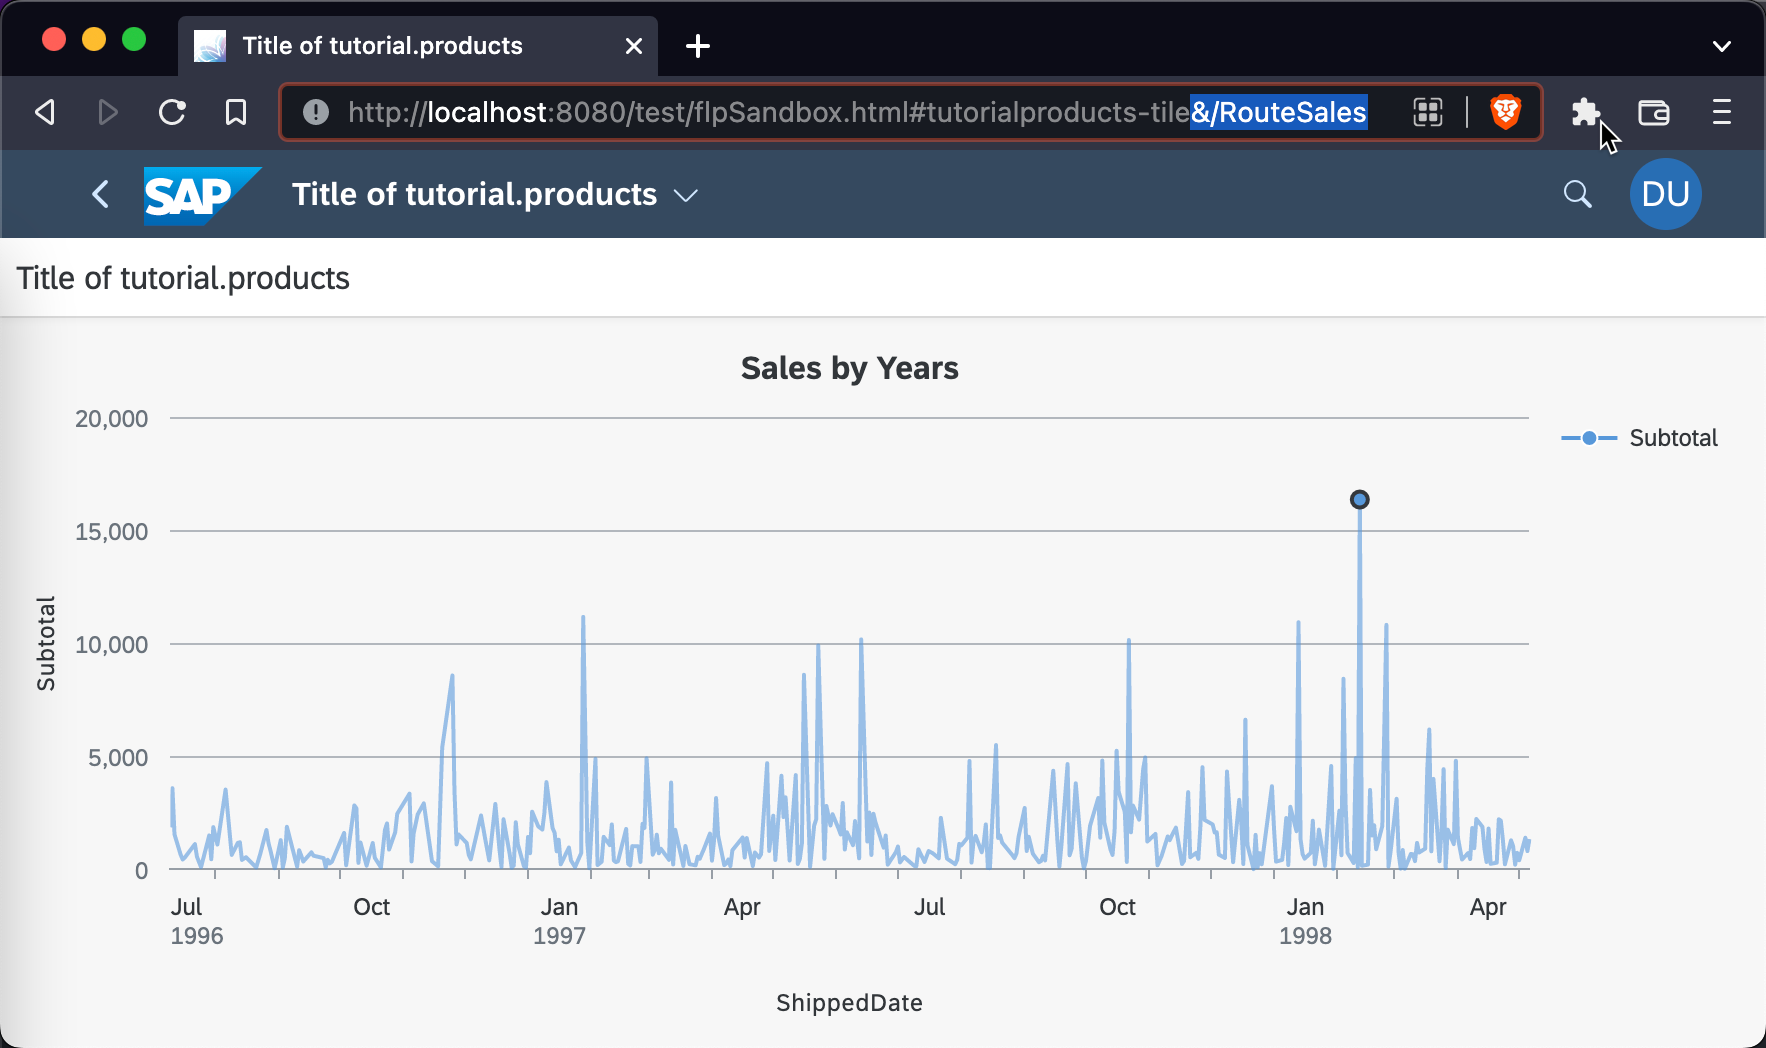 Title of tutorial.products
http://localhost:8080/test/flpSandbox.html#tutorialproducts-tile&/RouteSales
SAP Title of tutorial.products DU
Title of tutorial.products
Sales by Years
20,000
15,000
10,000
5,000
0
Subtotal
Subtotal
Jul Oct Jan Apr Jul Oct Jan Apr
1996 1997 1998
ShippedDate